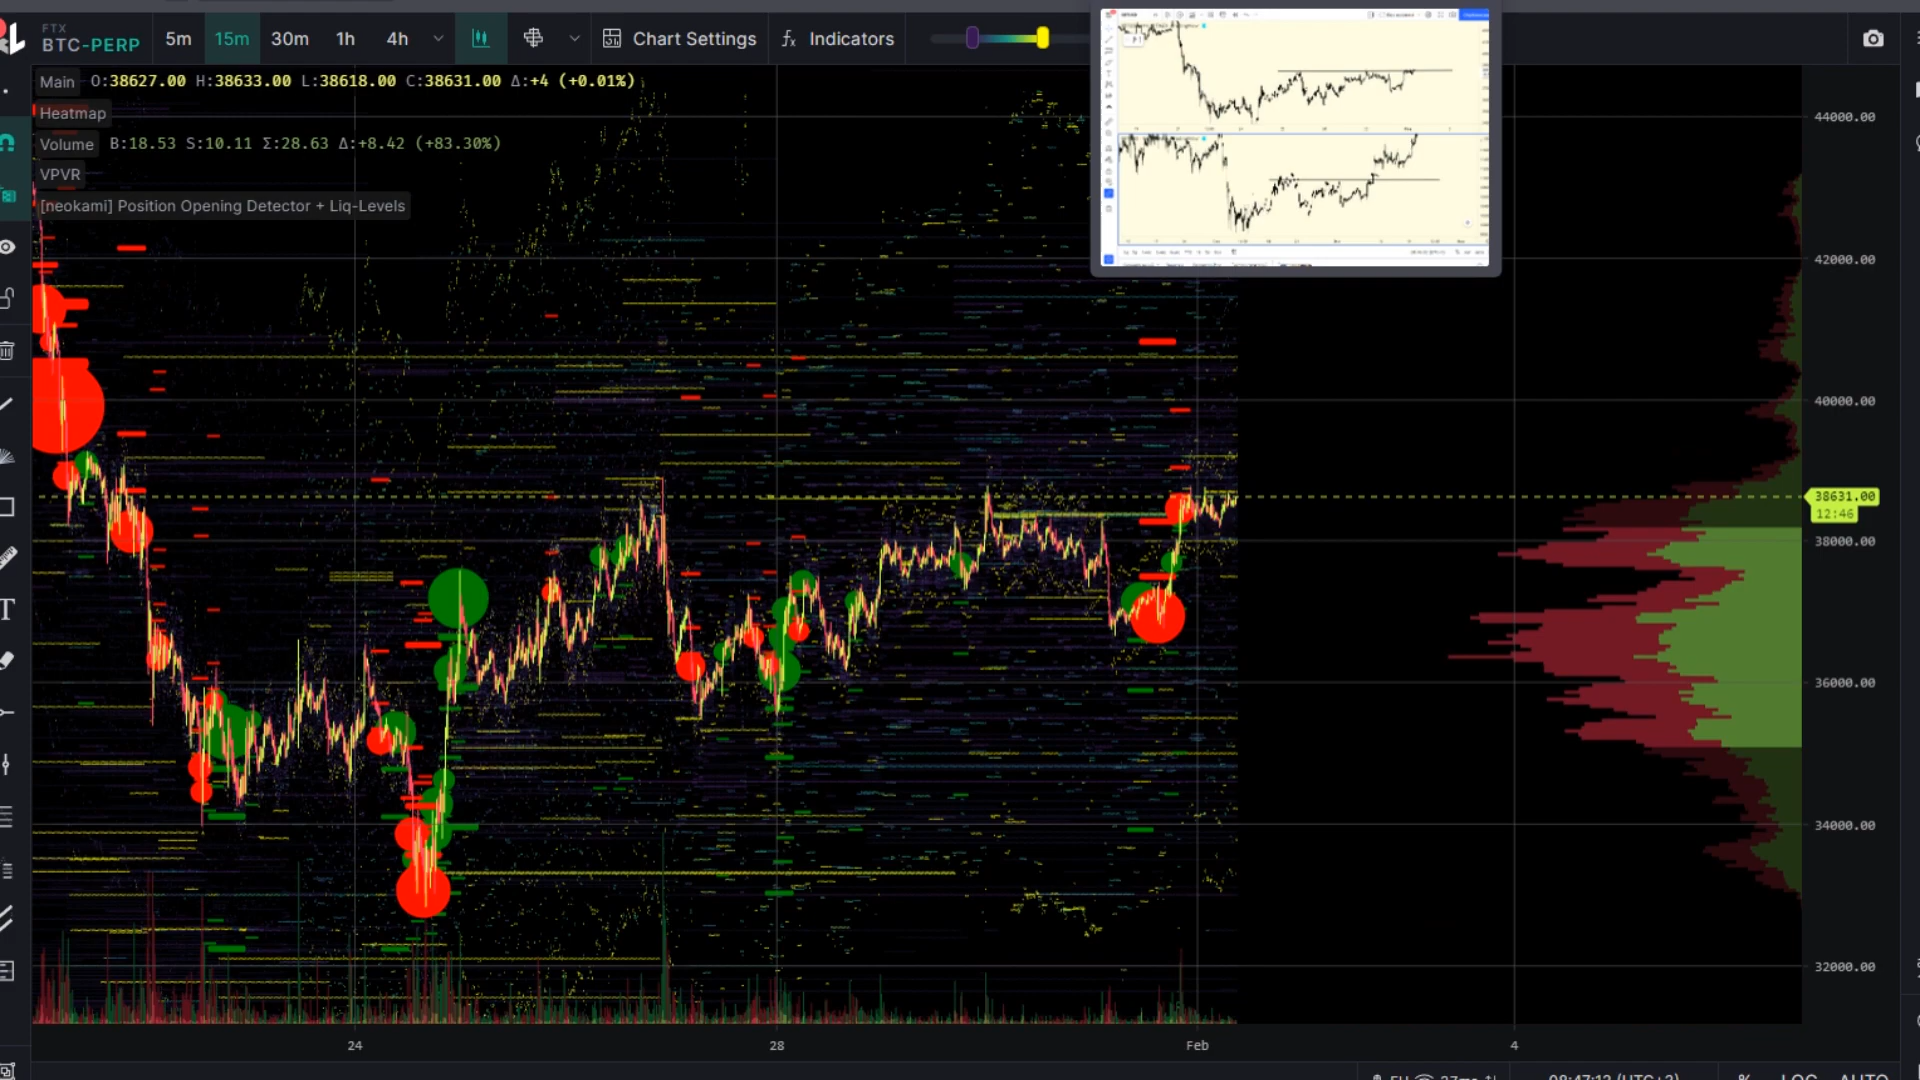 FTX
BTC-PERP 5m 15m 30m 1h 4h Chart Settings fx Indicators
Main O:38627.00 H:38633.00 L:38618.00 C:38631.00 Δ:+4 (+0.01%)
Heatmap
Volume B:18.53 S:10.11 Σ:28.63 Δ:+8.42 (+83.30%)
VPVR
[neokami] Position Opening Detector + Liq-Levels
44000.00
42000.00
40000.00
38631.00
12:46
38000.00
36000.00
34000.00
32000.00
24 28 Feb 4